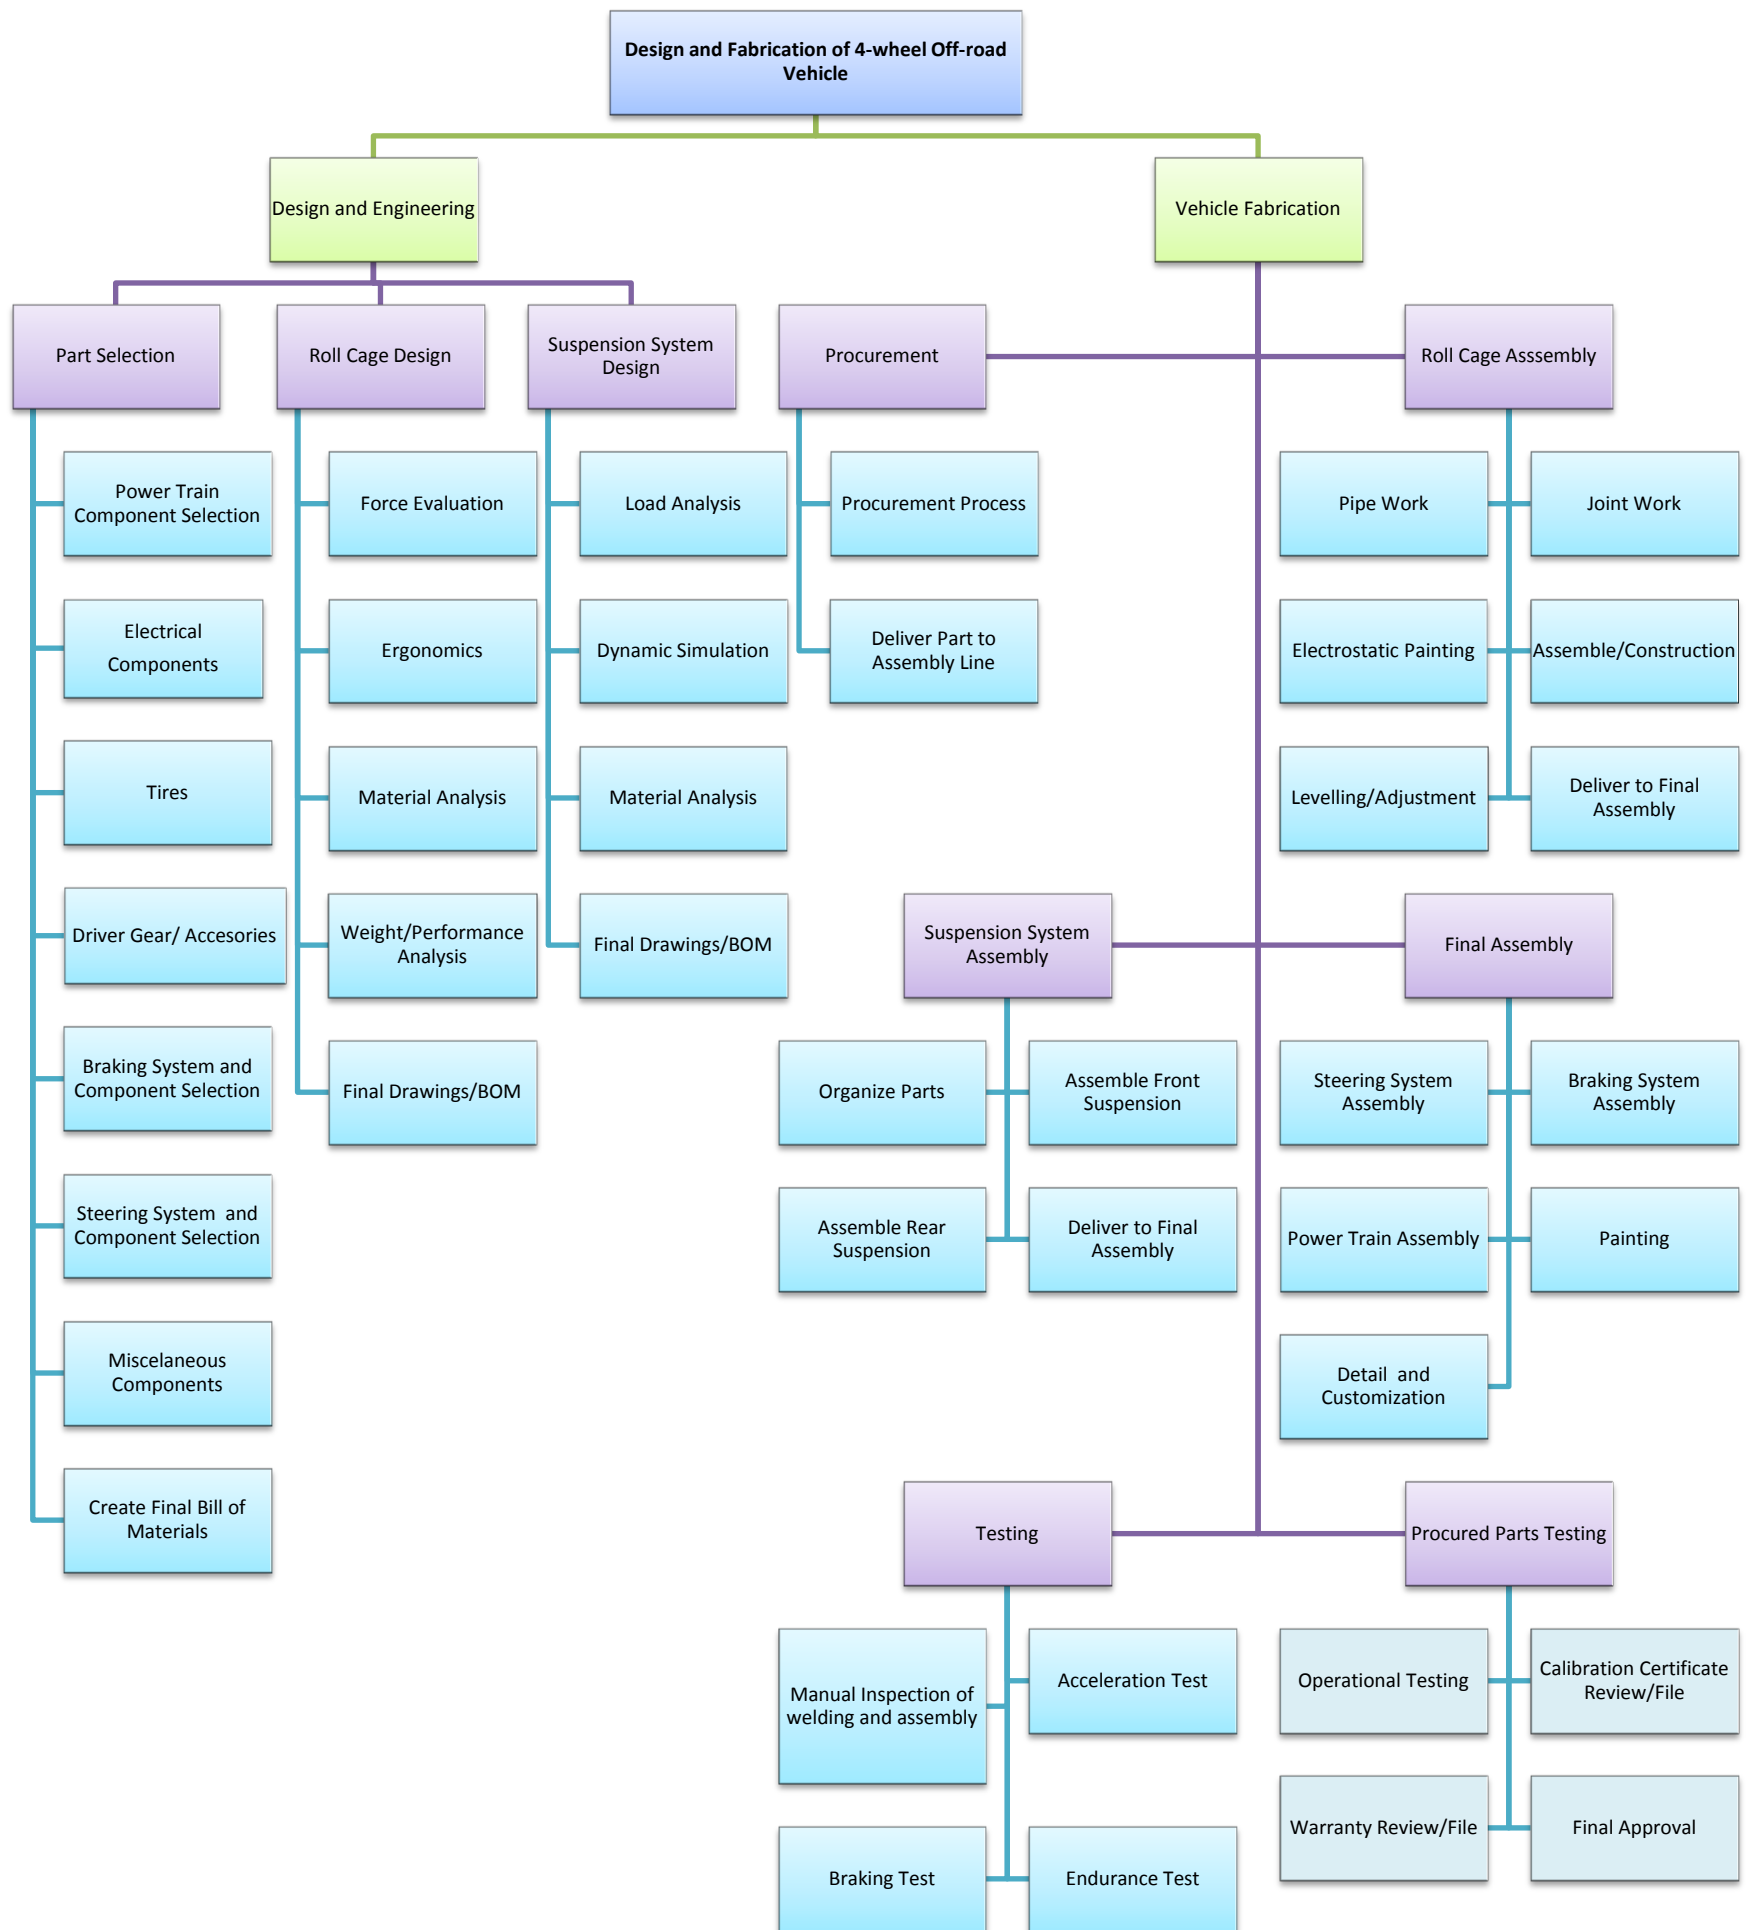 Design and Fabrication of 4-wheel Off-road
Vehicle
Design and Engineering
Vehicle Fabrication
Part Selection
Roll Cage Design
Suspension System
Design
Procurement
Roll Cage Asssembly
Power Train
Component Selection
Force Evaluation
Load Analysis
Procurement Process
Pipe Work
Joint Work
Electrical
Components
Ergonomics
Dynamic Simulation
Deliver Part to
Assembly Line
Electrostatic Painting
Assemble/Construction
Tires
Material Analysis
Material Analysis
Levelling/Adjustment
Deliver to Final
Assembly
Driver Gear/ Accesories
Weight/Performance
Analysis
Final Drawings/BOM
Suspension System
Assembly
Final Assembly
Braking System and
Component Selection
Final Drawings/BOM
Organize Parts
Assemble Front
Suspension
Steering System
Assembly
Braking System
Assembly
Steering System  and
Component Selection
Assemble Rear
Suspension
Deliver to Final
Assembly
Power Train Assembly
Painting
Miscelaneous
Components
Detail  and
Customization
Create Final Bill of
Materials
Testing
Procured Parts Testing
Manual Inspection of
welding and assembly
Acceleration Test
Operational Testing
Calibration Certificate
Review/File
Braking Test
Endurance Test
Warranty Review/File
Final Approval